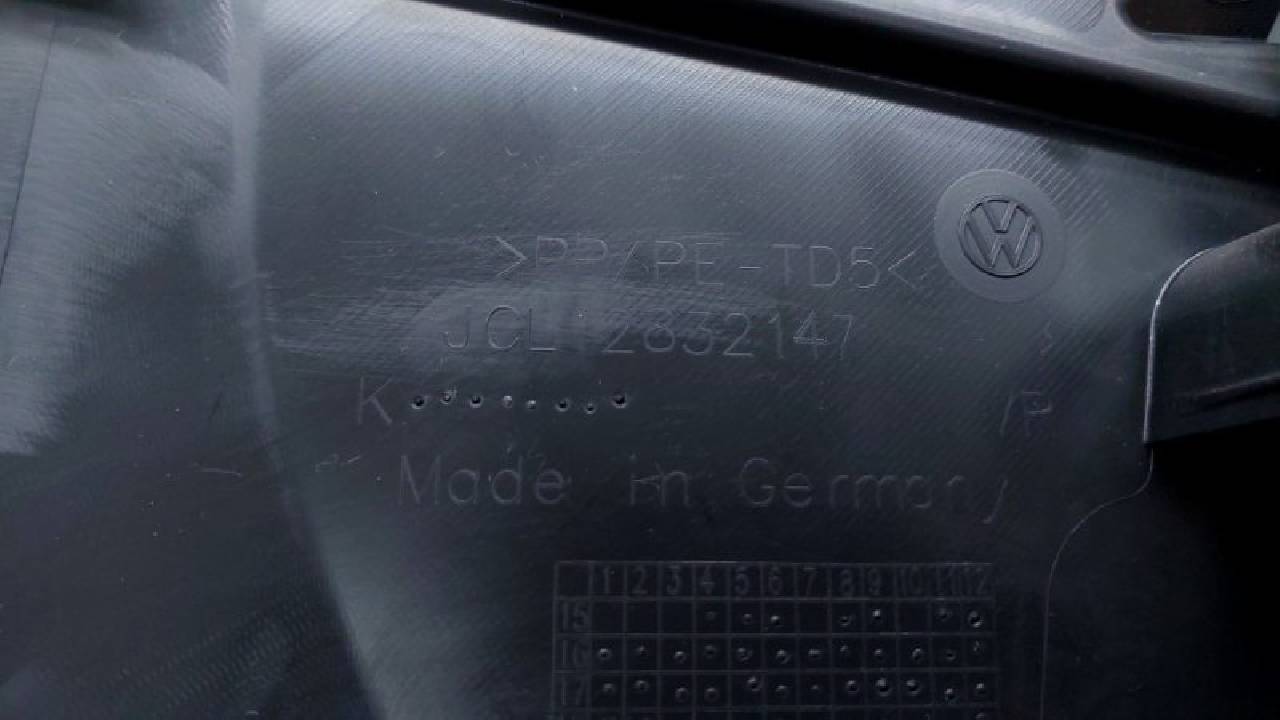 >PP/PE-TD5<
JCL12832147
K
/P
Made in Germany
1 2 3 4 5 6 7 8 9 10 11 12
15
16
17